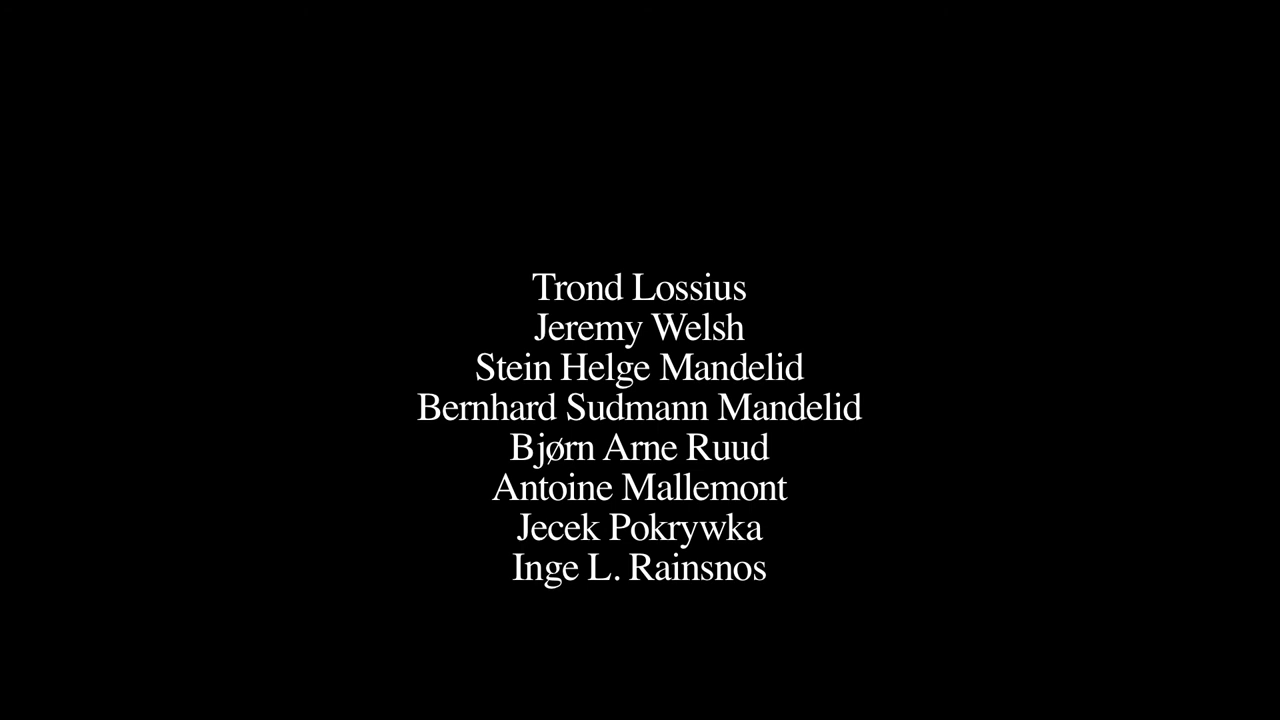 Trond Lossius
Jeremy Welsh
Stein Helge Mandelid
Bernhard Sudmann Mandelid
Bjørn Arne Ruud
Antoine Mallemont
Jecek Pokrywka
Inge L. Rainsnos